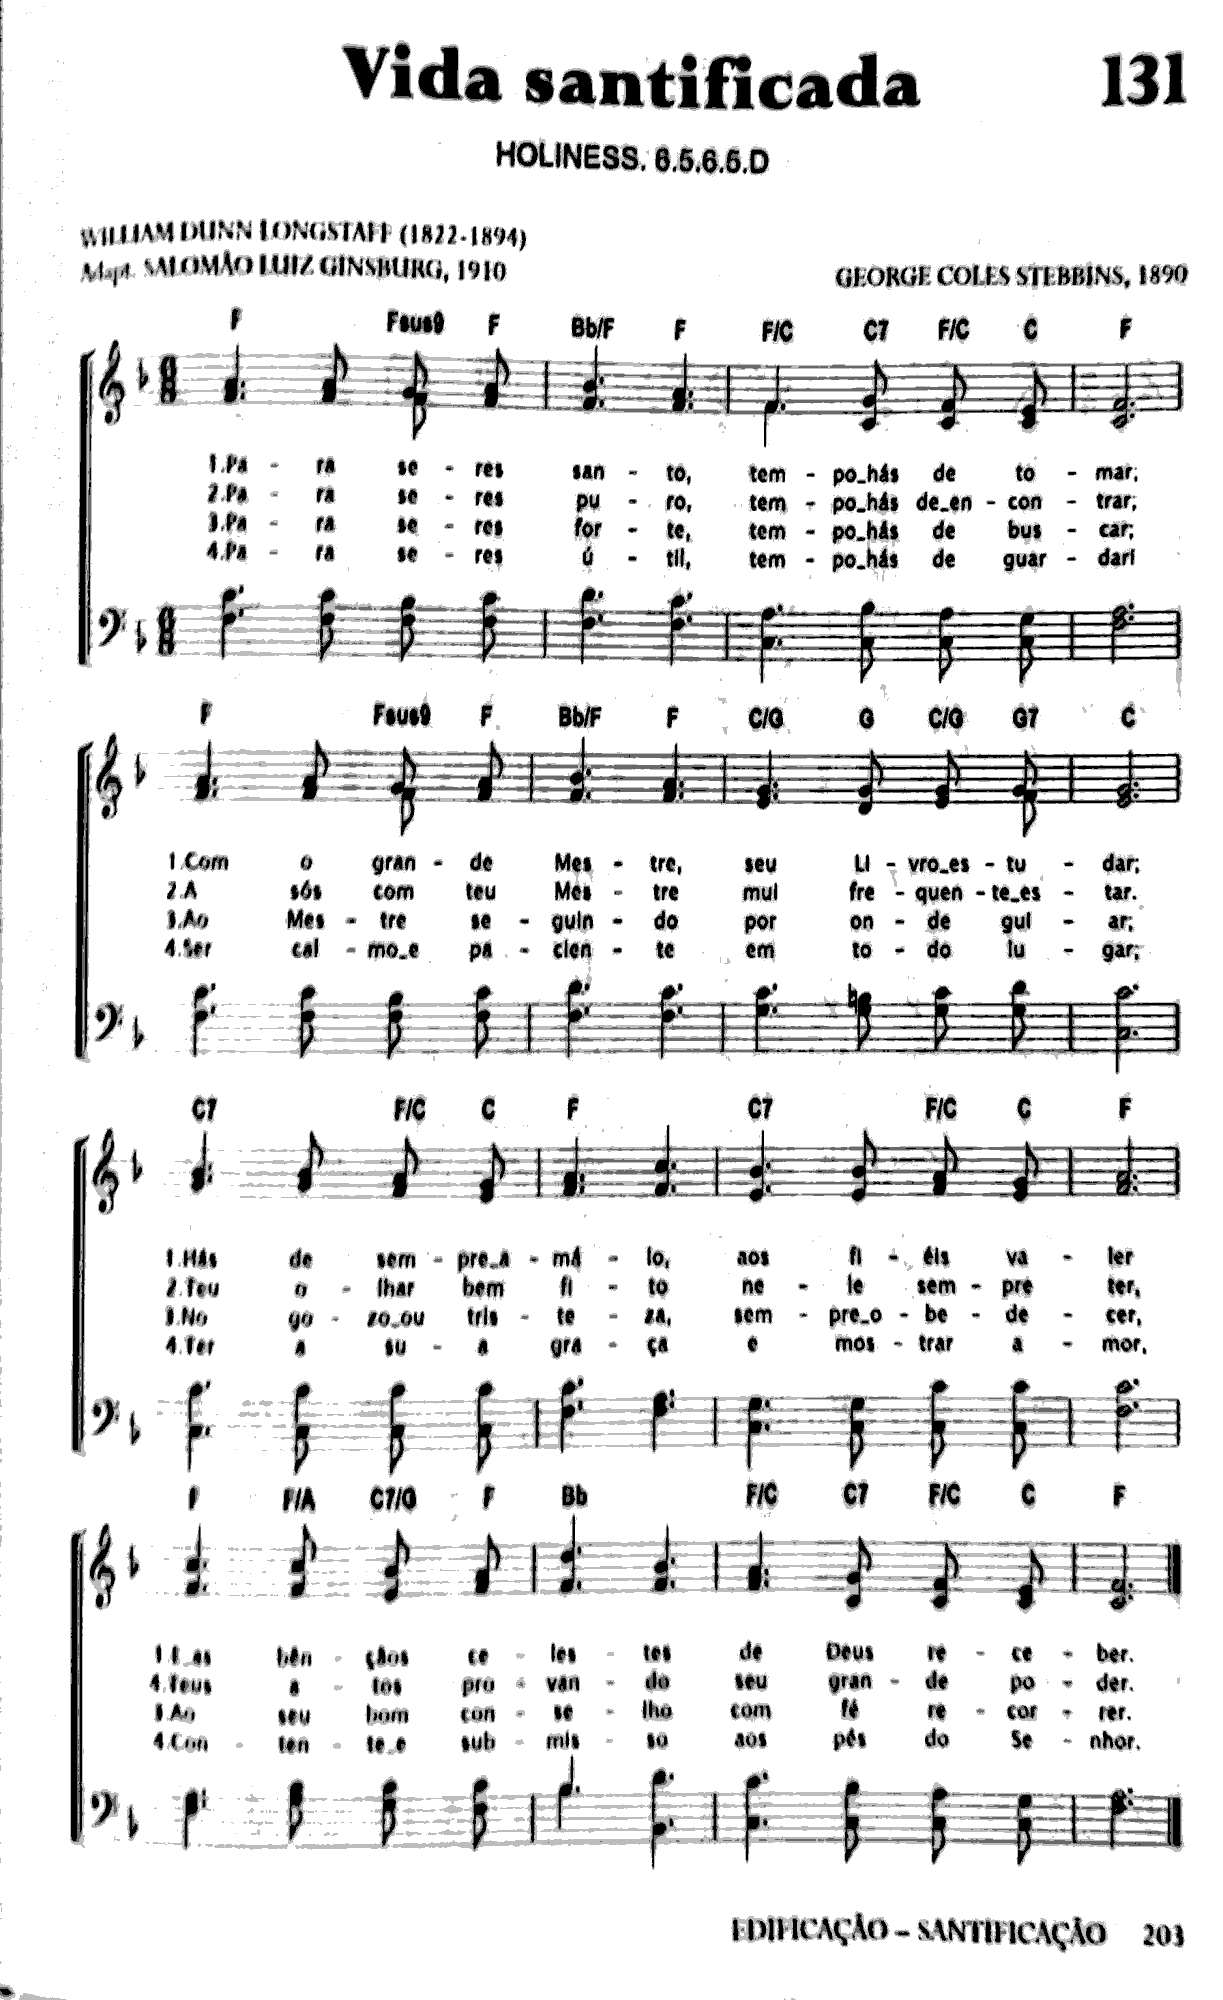 Vida santificada 131
HOLINESS. 6.5.6.5.D
WILLIAM DUNN LONGSTAFF (1822-1894)
Adapt. SALOMÃO LUIZ GINSBURG, 1910
GEORGE COLES STEBBINS, 1890
F Fsus9 F Bb/F F F/C C7 F/C C F
1.Pa - ra se - res san - to, tem - po_hás de to - mar;
2.Pa - ra se - res pu - ro, tem - po_hás de_en - con - trar;
3.Pa - ra se - res for - te, tem - po_hás de bus - car;
4.Pa - ra se - res ú - til, tem - po_hás de guar - dar!
F Fsus9 F Bb/F F C/G G C/G G7 C
1.Com o gran - de Mes - tre, seu Li - vro_es - tu - dar;
2.A sós com teu Mes - tre mui fre - quen - te_es - tar.
3.Ao Mes - tre se - guin - do por on - de gui - ar;
4.Ser cal - mo_e pa - cien - te em to - do lu - gar;
C7 F/C C F C7 F/C C F
1.Hás de sem - pre_a - má - lo, aos fi - éis va - ler
2.Teu o - lhar bem fi - to ne - le sem - pre ter,
3.No go - zo_ou tris - te - za, sem - pre_o - be - de - cer,
4.Ter a su - a gra - ça e mos - trar a - mor,
F F/A C7/G F Bb F/C C7 F/C C F
1.E_as bên - çãos ce - les - tes de Deus re - ce - ber.
4.Teus a - tos pro - van - do seu gran - de po - der.
3.Ao seu bom con - se - lho com fé re - cor - rer.
4.Con - ten - te_e sub - mis - so aos pés do Se - nhor.
EDIFICAÇÃO – SANTIFICAÇÃO 203